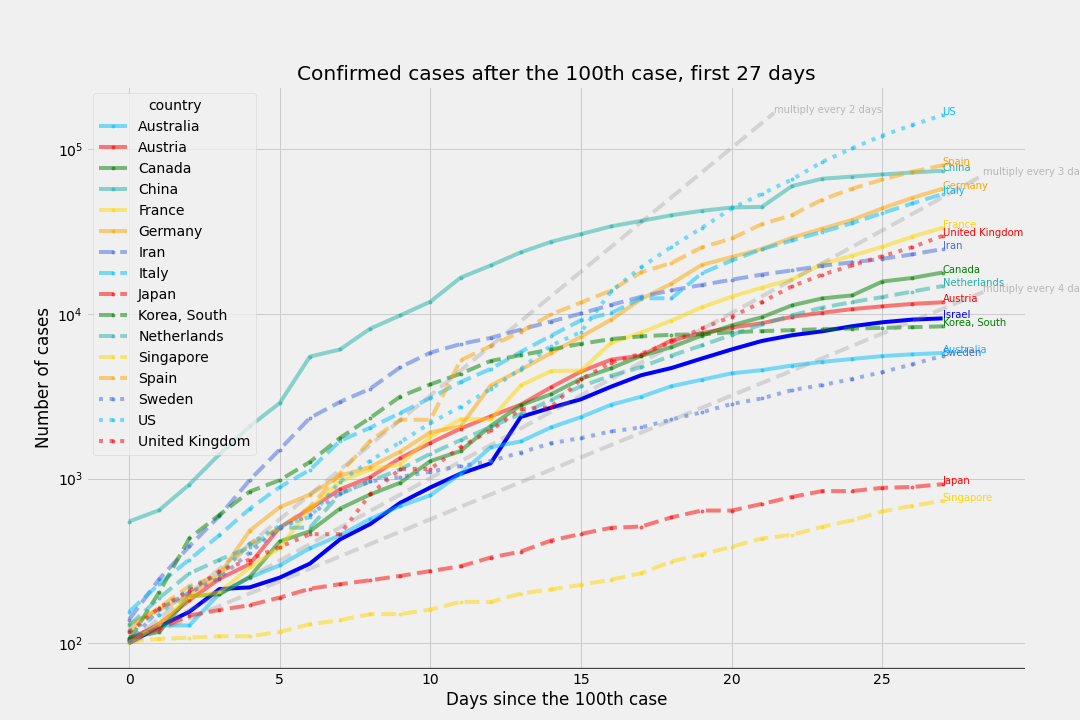 Confirmed cases after the 100th case, first 27 days
country
Australia
Austria
Canada
China
France
Germany
Iran
Italy
Japan
Korea, South
Netherlands
Singapore
Spain
Sweden
US
United Kingdom
multiply every 2 days
US
Spain
China
multiply every 3 da
Germany
Italy
France
United Kingdom
Iran
Canada
Netherlands
multiply every 4 da
Austria
Israel
Korea, South
Australia
Sweden
Japan
Singapore
Number of cases
10⁵
10⁴
10³
10²
0 5 10 15 20 25
Days since the 100th case